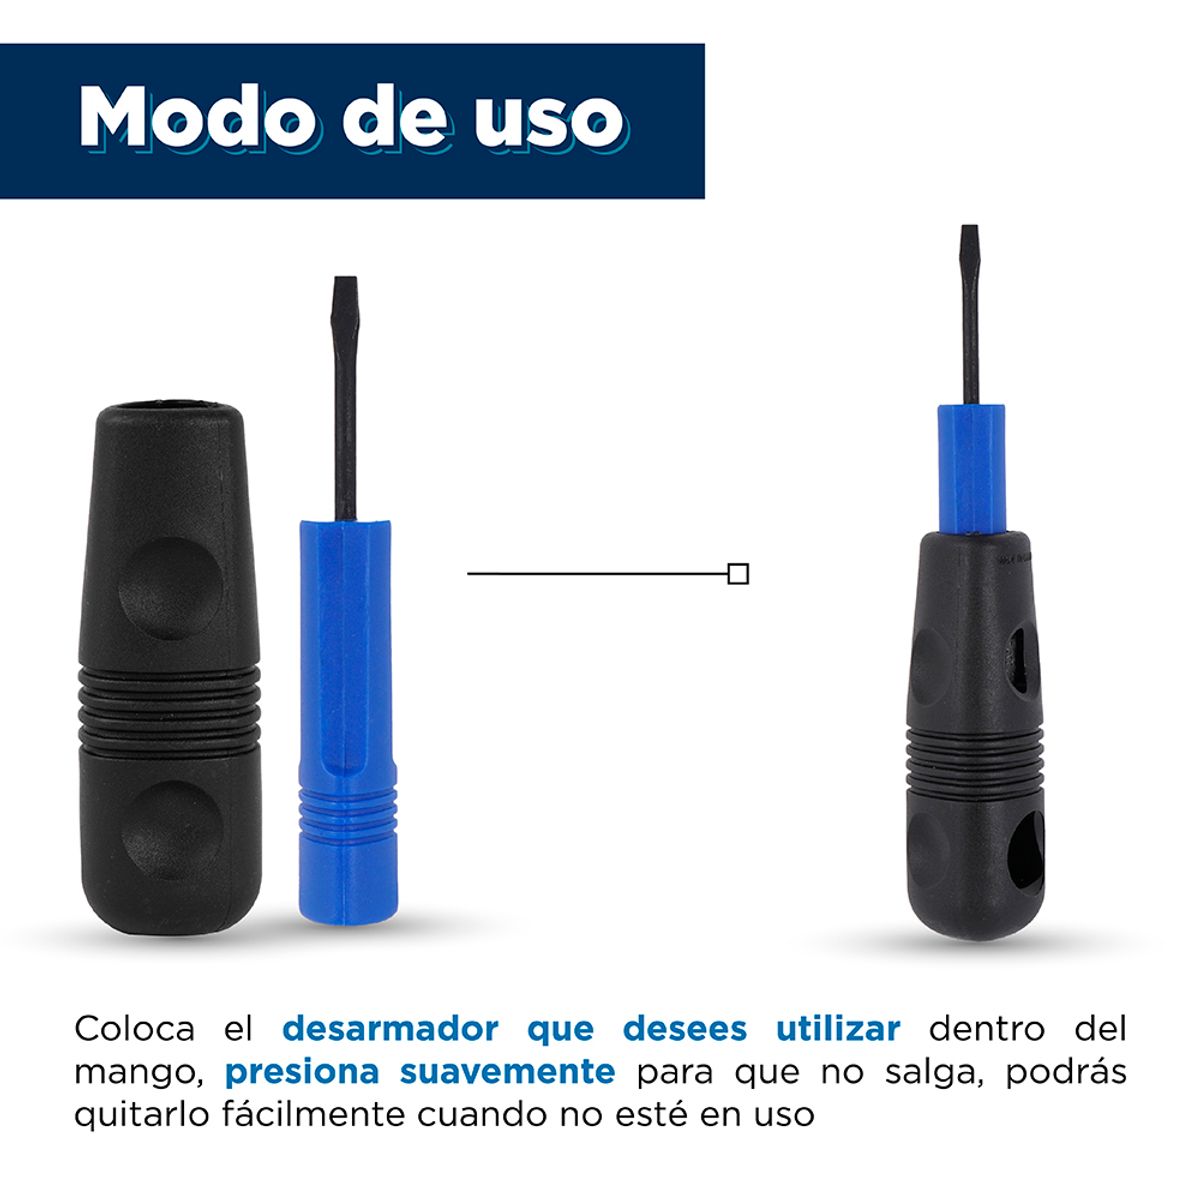 Modo de uso
Coloca el desarmador que desees utilizar dentro del
mango, presiona suavemente para que no salga, podrás
quitarlo fácilmente cuando no esté en uso